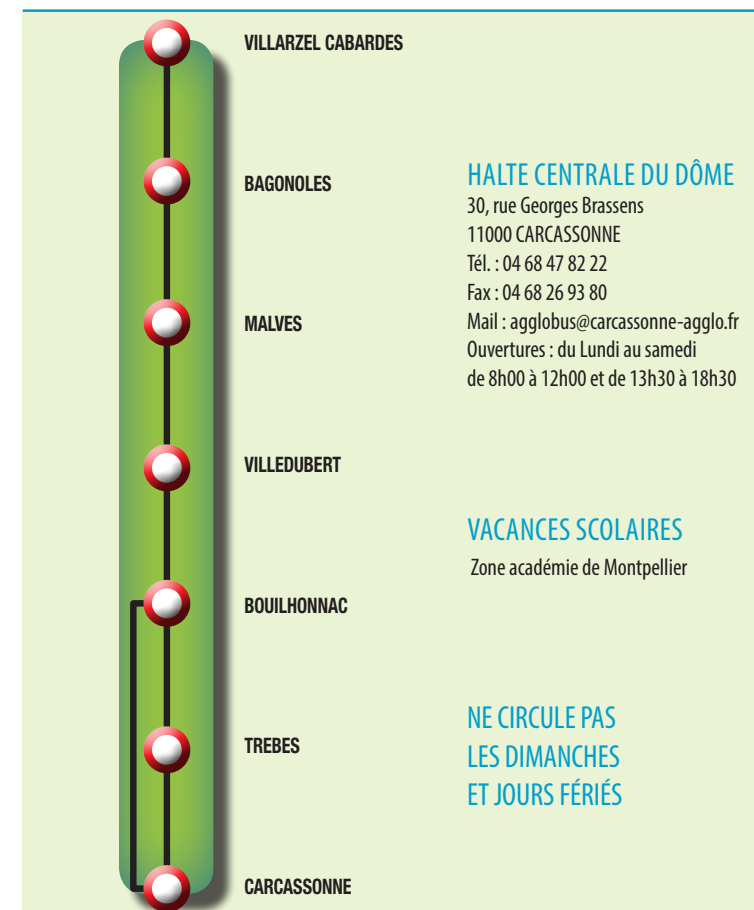 VILLARZEL CABARDES
BAGONOLES
MALVES
VILLEDUBERT
BOUILHONNAC
TREBES
CARCASSONNE
HALTE CENTRALE DU DÔME
30, rue Georges Brassens
11000 CARCASSONNE
Tél. : 04 68 47 82 22
Fax : 04 68 26 93 80
Mail : agglobus@carcassonne-agglo.fr
Ouvertures : du Lundi au samedi
de 8h00 à 12h00 et de 13h30 à 18h30
VACANCES SCOLAIRES
Zone académie de Montpellier
NE CIRCULE PAS
LES DIMANCHES
ET JOURS FÉRIÉS